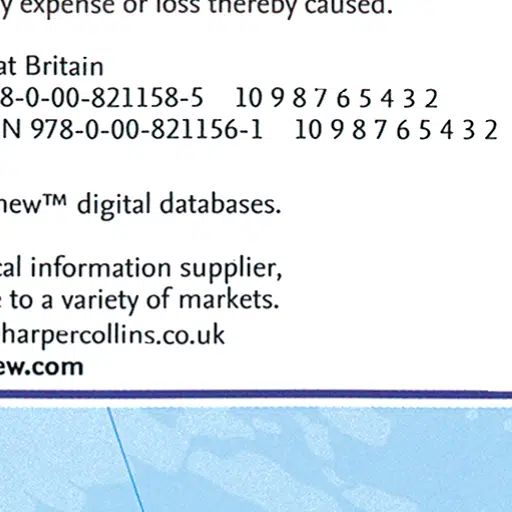 y expense or loss thereby caused.
at Britain
8-0-00-821158-5 10 9 8 7 6 5 4 3 2
N 978-0-00-821156-1 10 9 8 7 6 5 4 3 2
new™ digital databases.
cal information supplier,
e to a variety of markets.
harpercollins.co.uk
ew.com